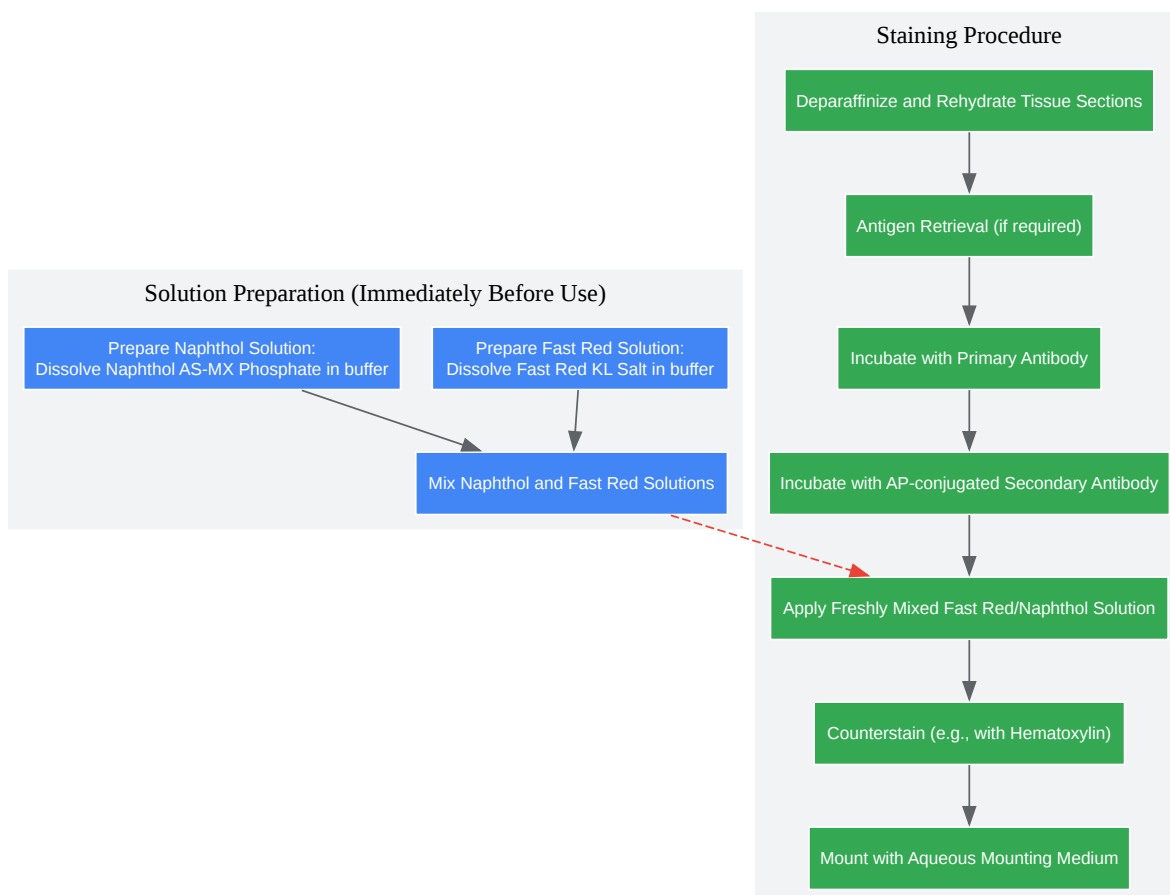 Staining Procedure
Deparaffinize and Rehydrate Tissue Sections
Antigen Retrieval (if required)
Solution Preparation (Immediately Before Use)
Prepare Naphthol Solution:
Dissolve Naphthol AS-MX Phosphate in buffer
Prepare Fast Red Solution:
Dissolve Fast Red KL Salt in buffer
Incubate with Primary Antibody
Mix Naphthol and Fast Red Solutions
Incubate with AP-conjugated Secondary Antibody
Apply Freshly Mixed Fast Red/Naphthol Solution
Counterstain (e.g., with Hematoxylin)
Mount with Aqueous Mounting Medium